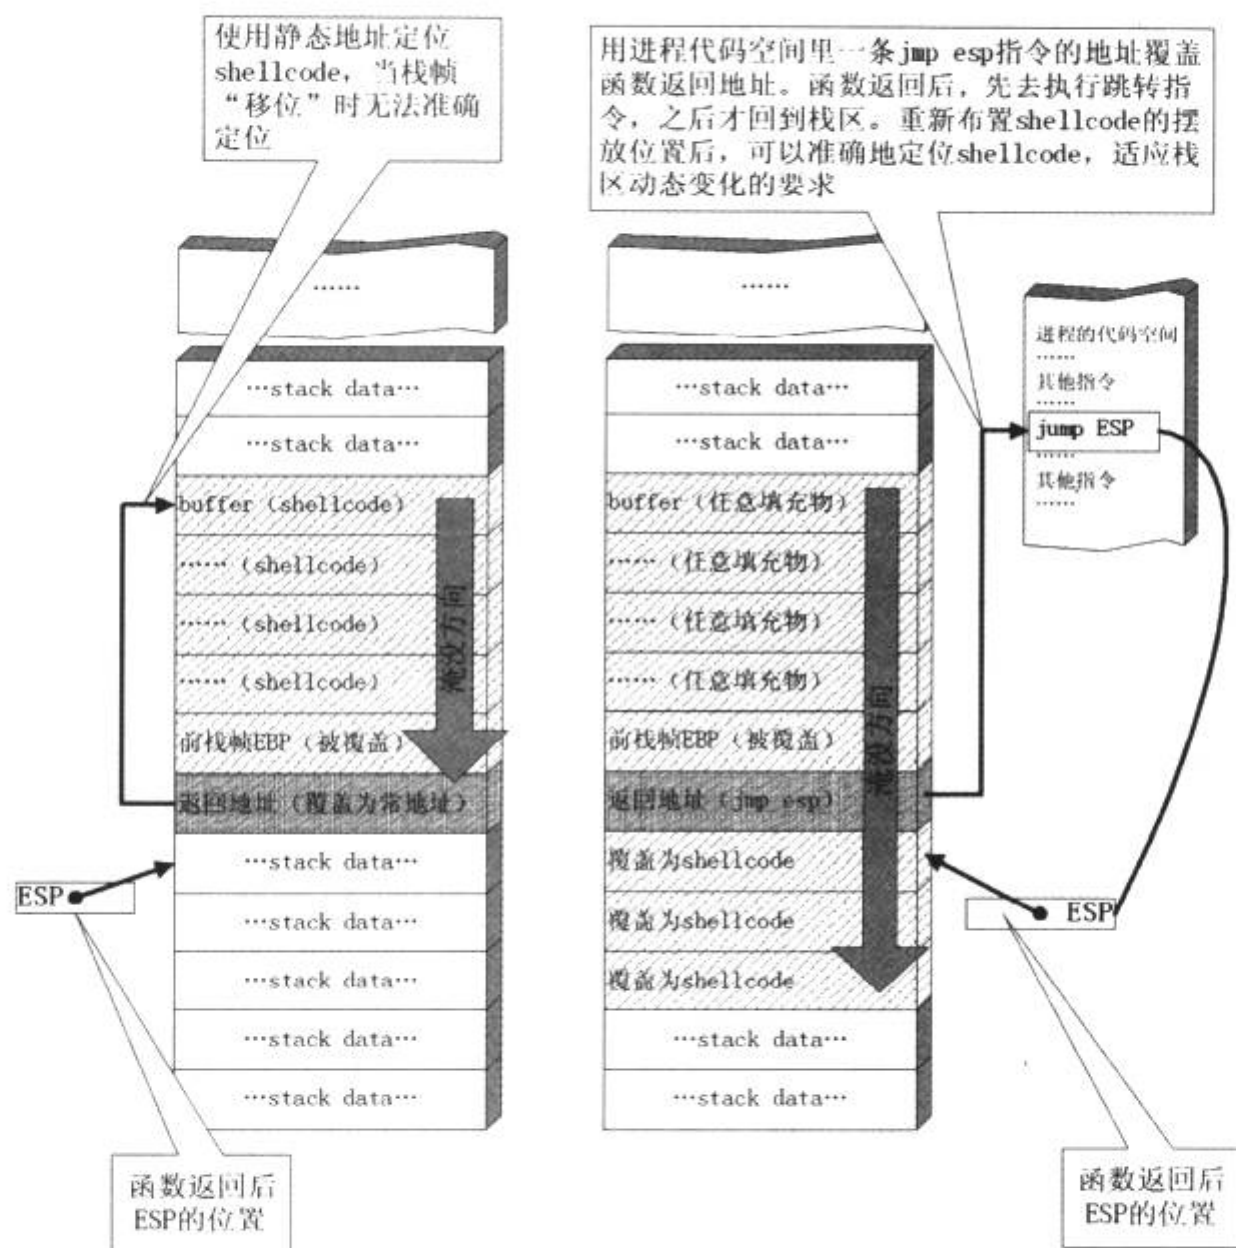 使用静态地址定位
shellcode，当栈帧
“移位”时无法准确
定位
用进程代码空间里一条jmp esp指令的地址覆盖
函数返回地址。函数返回后，先去执行跳转指
令，之后才回到栈区。重新布置shellcode的摆
放位置后，可以准确地定位shellcode，适应栈
区动态变化的要求
……
…stack data…
…stack data…
buffer（shellcode）
……（shellcode）
……（shellcode）
……（shellcode）
前栈帧EBP（被覆盖）
返回地址（覆盖为常地址）
…stack data…
…stack data…
…stack data…
…stack data…
…stack data…
淹没方向
ESP
函数返回后
ESP的位置
……
…stack data…
…stack data…
buffer（任意填充物）
……（任意填充物）
……（任意填充物）
……（任意填充物）
前栈帧EBP（被覆盖）
返回地址（jmp esp）
覆盖为shellcode
覆盖为shellcode
覆盖为shellcode
…stack data…
…stack data…
淹没方向
进程的代码空间
……
其他指令
……
jump ESP
……
其他指令
……
ESP
函数返回后
ESP的位置